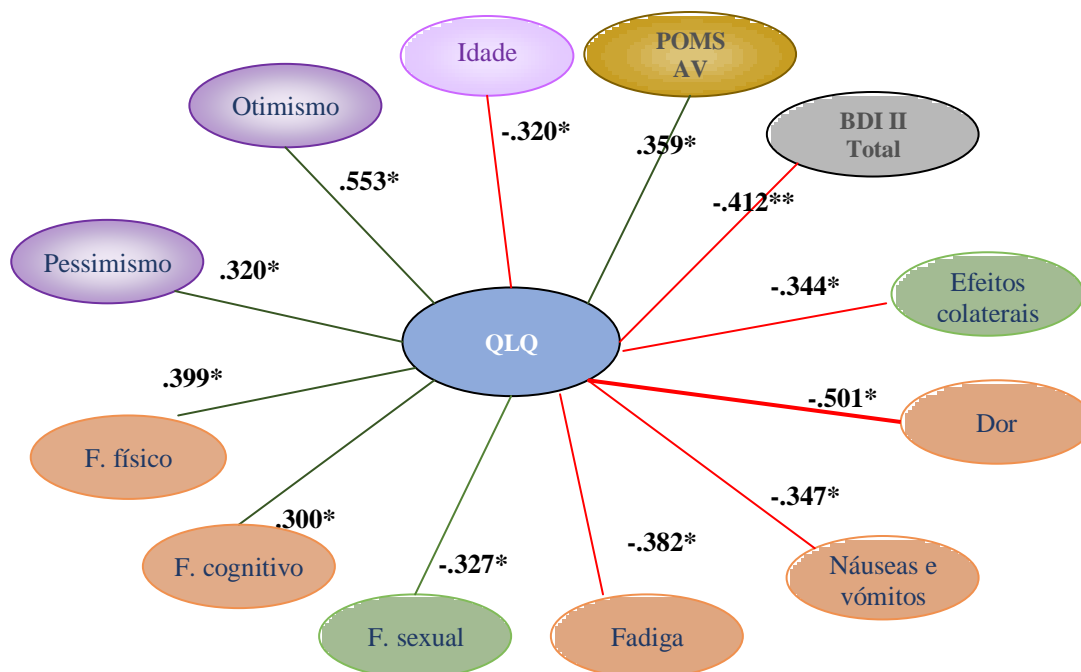 Idade
POMS
AV
Otimismo
BDI II
Total
-.320*
.359*
.553*
-.412**
Pessimismo
.320*
-.344*
Efeitos
colaterais
QLQ
.399*
-.501*
Dor
F. físico
-.347*
.300*
-.382*
F. cognitivo
-.327*
Náuseas e
vómitos
F. sexual
Fadiga